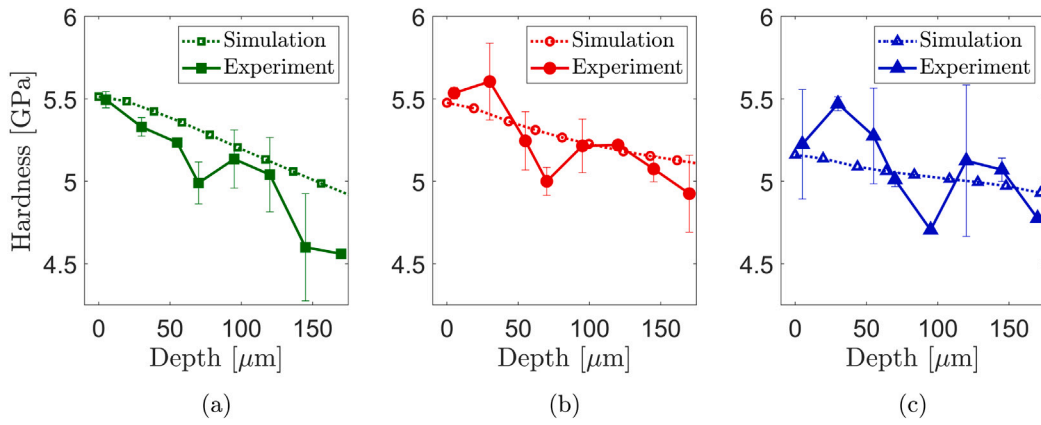 6
5.5
5
4.5
Hardness [GPa]
Simulation
Experiment
0
50
100
150
Depth [μm]
(a)
6
5.5
5
4.5
Simulation
Experiment
0
50
100
150
Depth [μm]
(b)
6
5.5
5
4.5
Simulation
Experiment
0
50
100
150
Depth [μm]
(c)